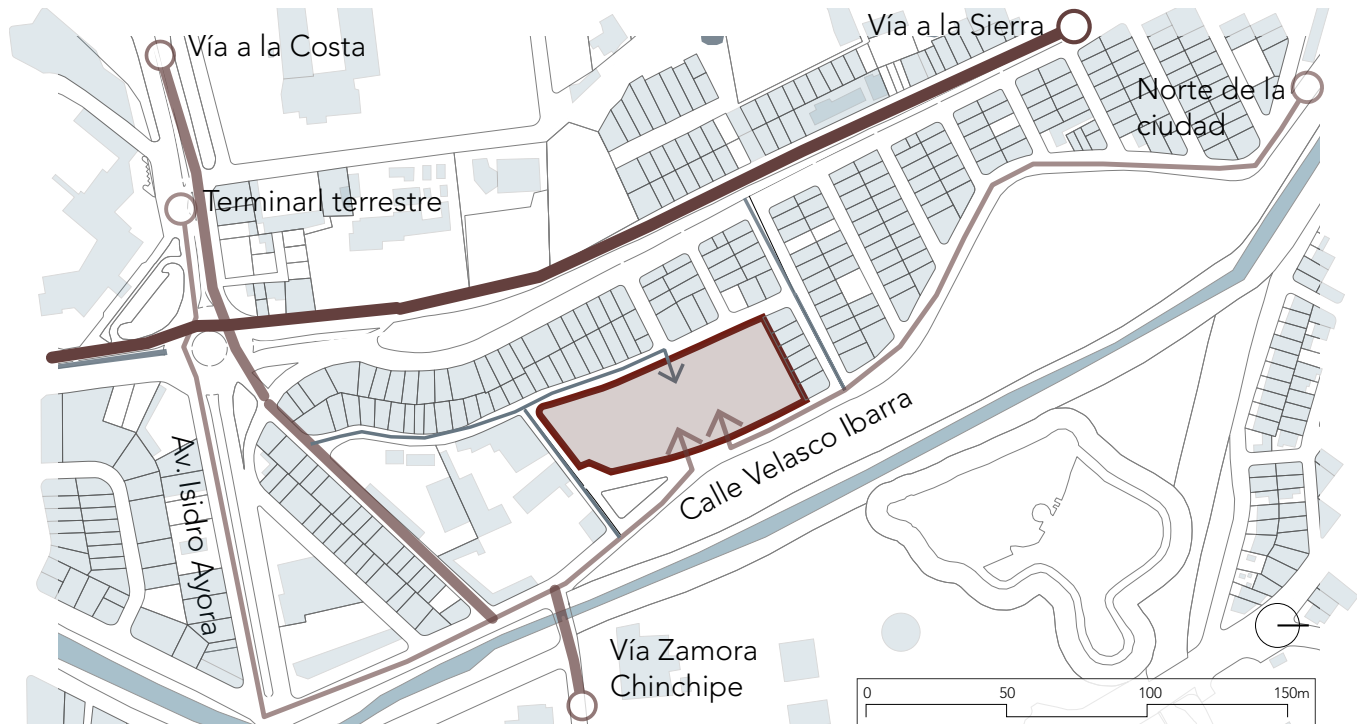 Vía a la Costa
Vía a la Sierra
Norte de la
ciudad
Terminarl terrestre
Av. Isidro Ayora
Calle Velasco Ibarra
Vía Zamora
Chinchipe
0 50 100 150m